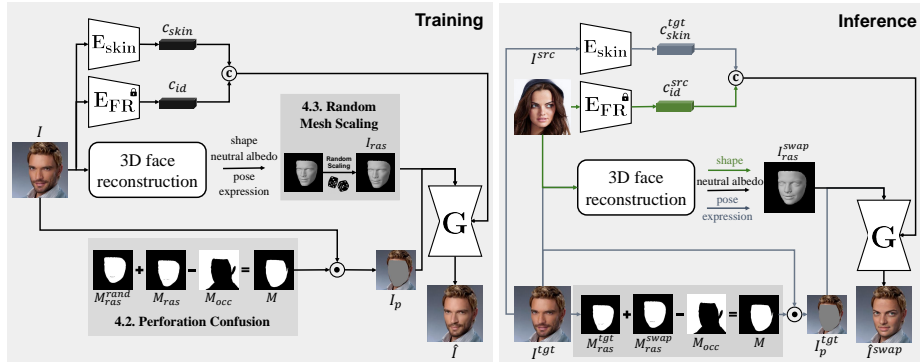 Training
E_skin
c_skin
E_FR
c_id
c
I
3D face
reconstruction
shape
neutral albedo
pose
expression
4.3. Random
Mesh Scaling
I_ras
Random
Scaling
G
M_ras^rand + M_ras - M_occ = M
4.2. Perforation Confusion
I_p
Î
Inference
I^src
E_skin
c_skin^tgt
E_FR
c_id^src
c
3D face
reconstruction
shape
neutral albedo
pose
expression
I_ras^swap
G
I^tgt
M_ras^tgt + M_ras^swap - M_occ = M
I_p^tgt
Î^swap